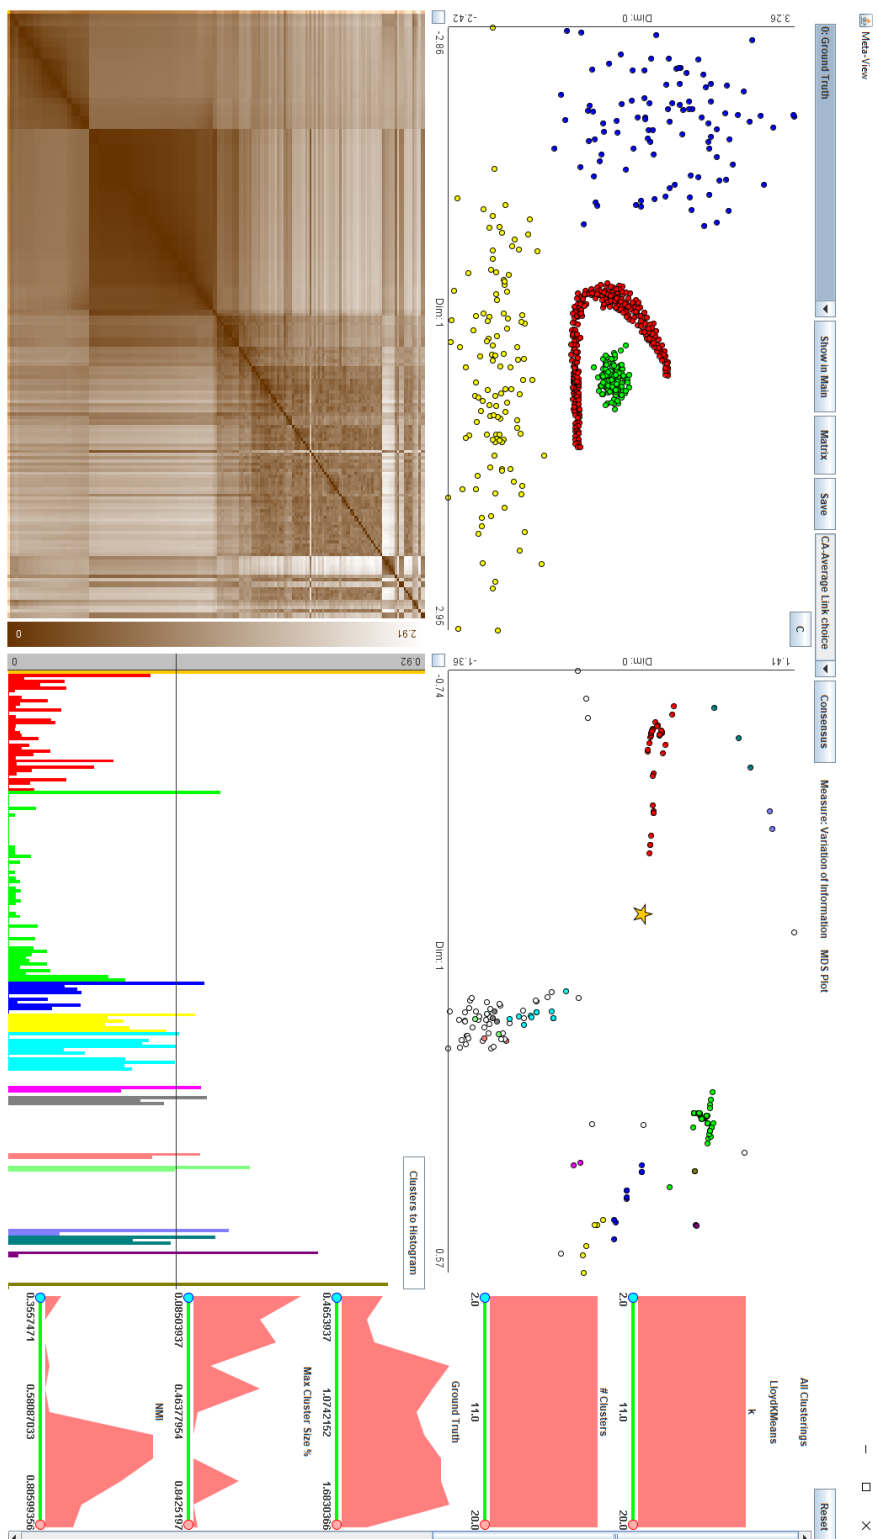 Meta-View
0: Ground Truth
Show in Main
Matrix
Save
CA-Average Link choice
Consensus
Measure: Variation of Information
MDS Plot
Reset
C
3.26
Dim: 0
-2.42
-2.86
Dim: 1
2.95
1.41
Dim: 0
-1.36
-0.74
Dim: 1
0.57
All Clusterings
LloydKMeans
k
2.0
11.0
20.0
# Clusters
2.0
11.0
20.0
Ground Truth
0.4653937
1.0742152
1.6830366
Max Cluster Size %
0.08503937
0.46377954
0.8425197
NMI
0.3557471
0.58087033
0.80599356
2.91
0
0.92
0
Clusters to Histogram